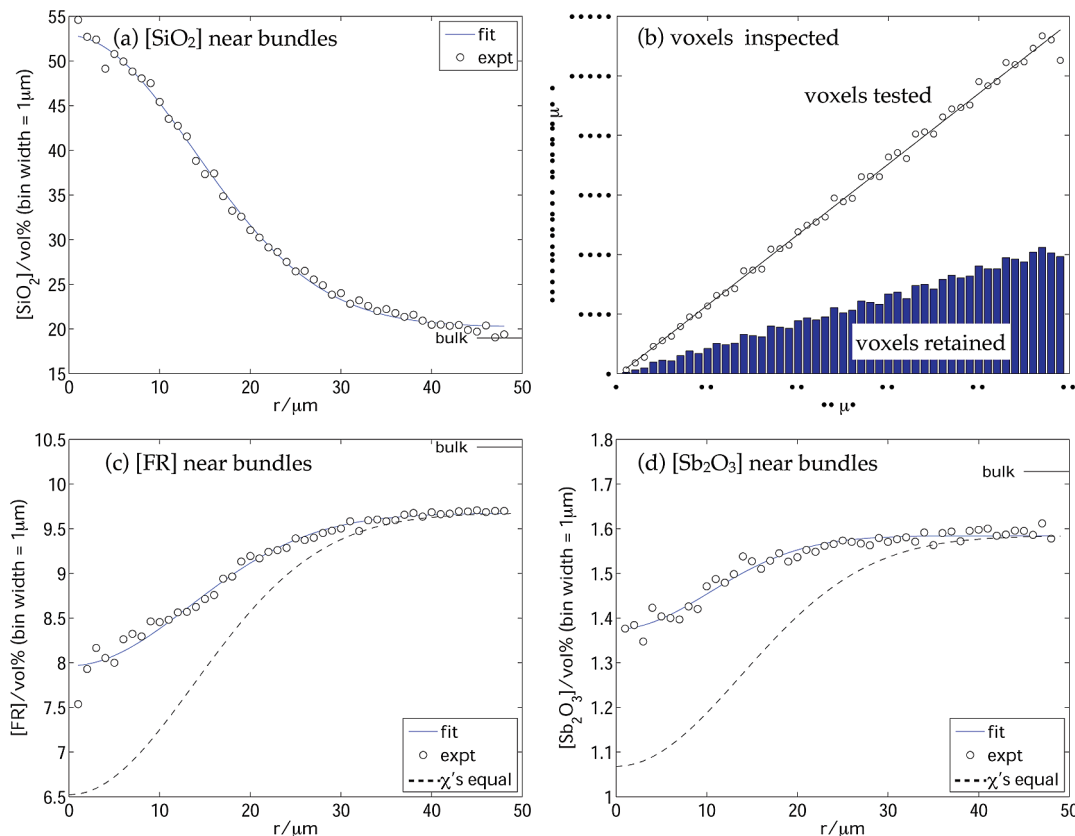 (a) [SiO₂] near bundles
fit
expt
[SiO₂]/vol% (bin width = 1μm)
55
50
45
40
35
30
25
20
15
bulk
0 10 20 30 40 50
r/μm
(b) voxels inspected
voxels tested
voxels retained
μ
μ
(c) [FR] near bundles
bulk
[FR]/vol% (bin width = 1μm)
10.5
10
9.5
9
8.5
8
7.5
7
6.5
fit
expt
χ's equal
0 10 20 30 40 50
r/μm
(d) [Sb₂O₃] near bundles
bulk
[Sb₂O₃]/vol% (bin width = 1μm)
1.8
1.7
1.6
1.5
1.4
1.3
1.2
1.1
1
fit
expt
χ's equal
0 10 20 30 40 50
r/μm